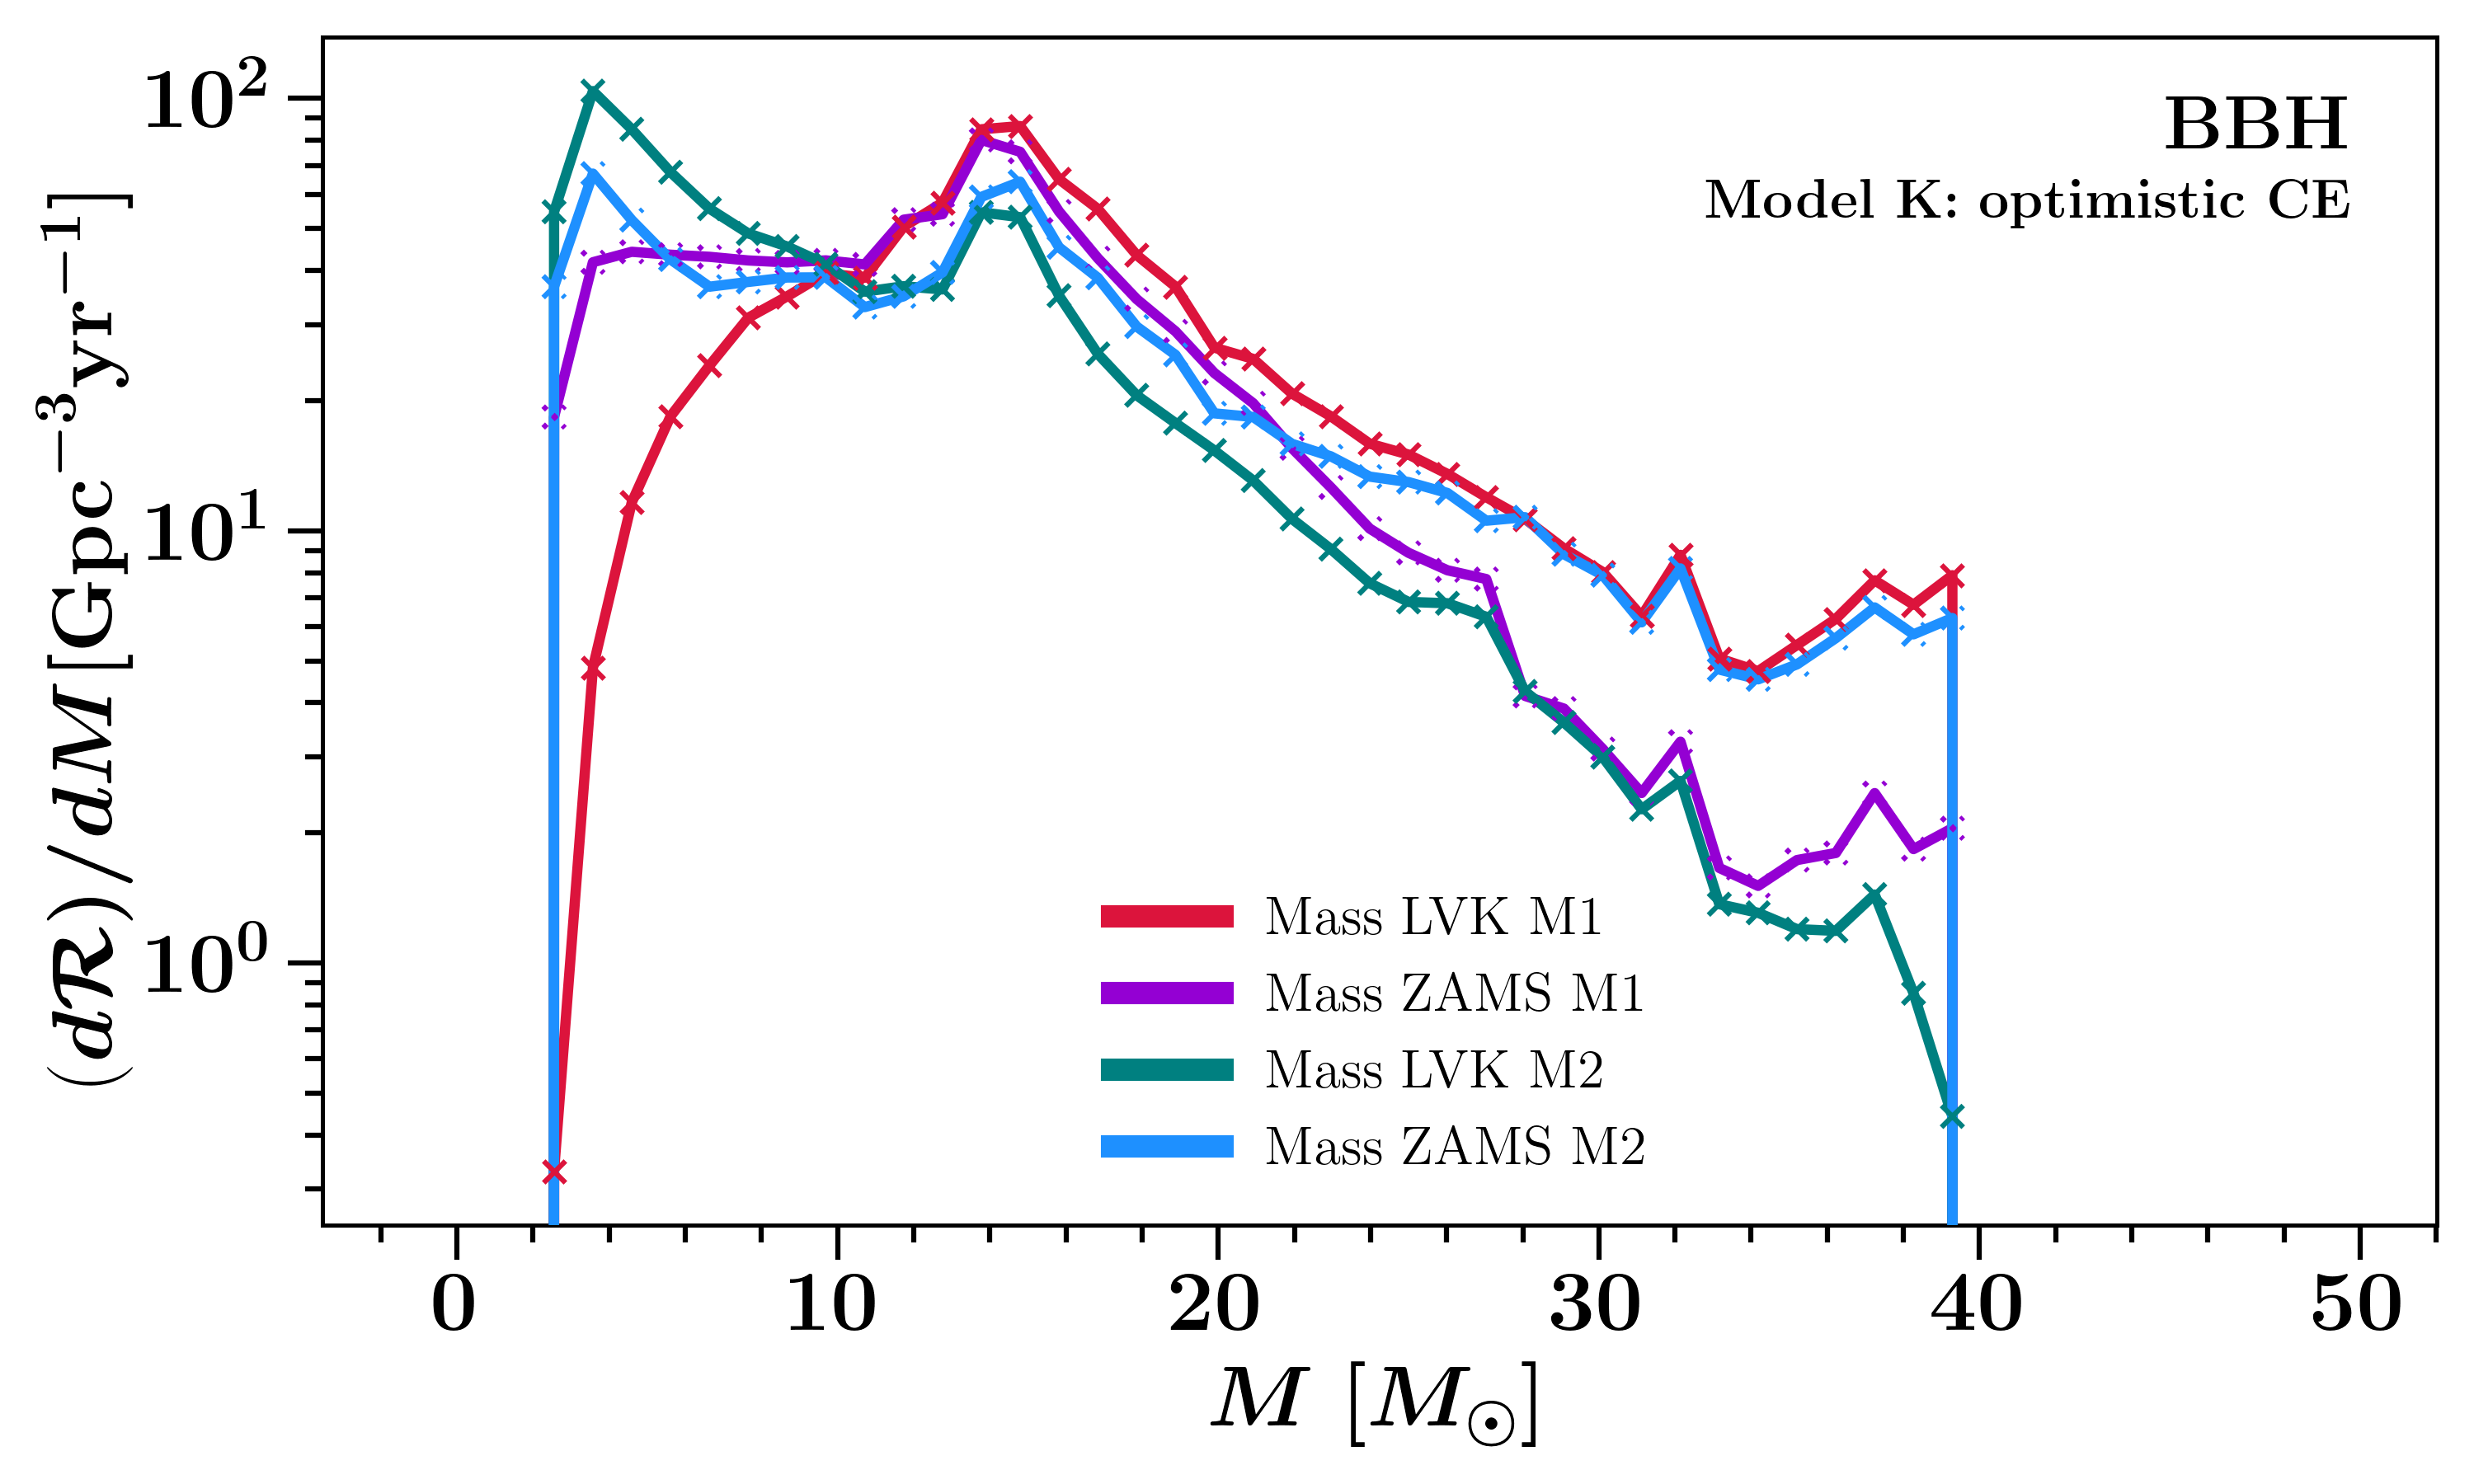 BBH
Model K: optimistic CE
(d𝓡)/dM[Gpc⁻³yr⁻¹]
10²
10¹
10⁰
Mass LVK M1
Mass ZAMS M1
Mass LVK M2
Mass ZAMS M2
0 10 20 30 40 50
M [M⊙]